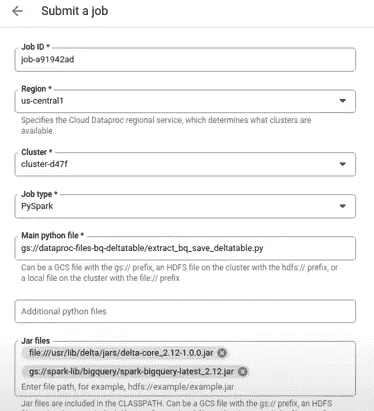 Submit a job
Job ID *
job-a91942ad
Region *
us-central1
Specifies the Cloud Dataproc regional service, which determines what clusters are
available.
Cluster *
cluster-d47f
Job type *
PySpark
Main python file *
gs://dataproc-files-bq-deltatable/extract_bq_save_deltatable.py
Can be a GCS file with the gs:// prefix, an HDFS file on the cluster with the hdfs:// prefix, or
a local file on the cluster with the file:// prefix
Additional python files
Jar files
file:///usr/lib/delta/jars/delta-core_2.12-1.0.0.jar
gs://spark-lib/bigquery/spark-bigquery-latest_2.12.jar
Enter file path, for example, hdfs://example/example.jar
Jar files are included in the CLASSPATH. Can be a GCS file with the gs:// prefix, an HDFS